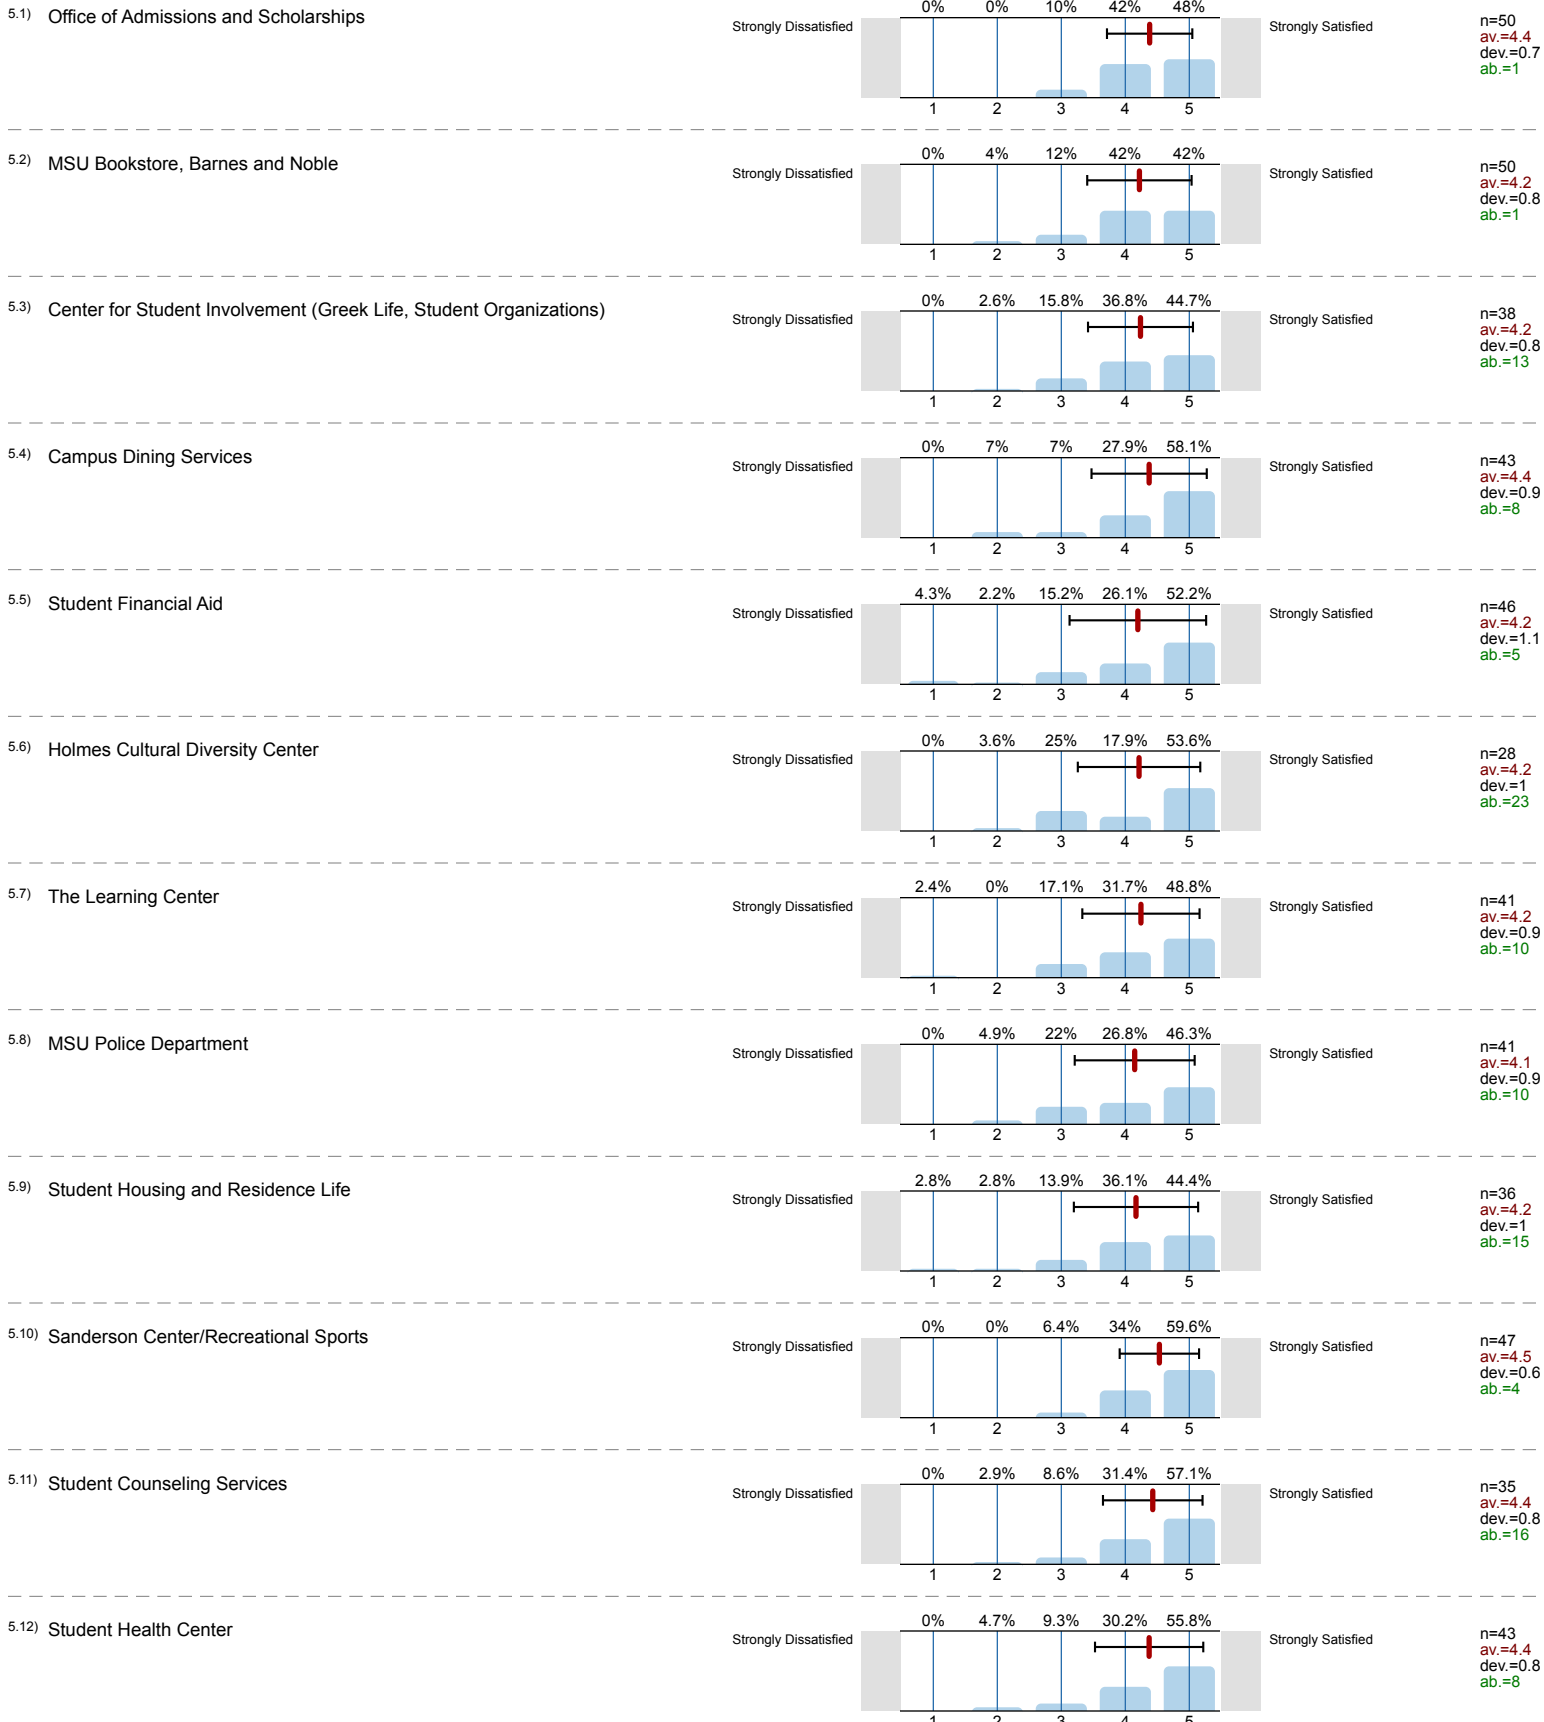 5.1) Office of Admissions and Scholarships
0% 0% 10% 42% 48%
Strongly Dissatisfied Strongly Satisfied
n=50
av.=4.4
dev.=0.7
ab.=1
1 2 3 4 5
5.2) MSU Bookstore, Barnes and Noble
0% 4% 12% 42% 42%
Strongly Dissatisfied Strongly Satisfied
n=50
av.=4.2
dev.=0.8
ab.=1
1 2 3 4 5
5.3) Center for Student Involvement (Greek Life, Student Organizations)
0% 2.6% 15.8% 36.8% 44.7%
Strongly Dissatisfied Strongly Satisfied
n=38
av.=4.2
dev.=0.8
ab.=13
1 2 3 4 5
5.4) Campus Dining Services
0% 7% 7% 27.9% 58.1%
Strongly Dissatisfied Strongly Satisfied
n=43
av.=4.4
dev.=0.9
ab.=8
1 2 3 4 5
5.5) Student Financial Aid
4.3% 2.2% 15.2% 26.1% 52.2%
Strongly Dissatisfied Strongly Satisfied
n=46
av.=4.2
dev.=1.1
ab.=5
1 2 3 4 5
5.6) Holmes Cultural Diversity Center
0% 3.6% 25% 17.9% 53.6%
Strongly Dissatisfied Strongly Satisfied
n=28
av.=4.2
dev.=1
ab.=23
1 2 3 4 5
5.7) The Learning Center
2.4% 0% 17.1% 31.7% 48.8%
Strongly Dissatisfied Strongly Satisfied
n=41
av.=4.2
dev.=0.9
ab.=10
1 2 3 4 5
5.8) MSU Police Department
0% 4.9% 22% 26.8% 46.3%
Strongly Dissatisfied Strongly Satisfied
n=41
av.=4.1
dev.=0.9
ab.=10
1 2 3 4 5
5.9) Student Housing and Residence Life
2.8% 2.8% 13.9% 36.1% 44.4%
Strongly Dissatisfied Strongly Satisfied
n=36
av.=4.2
dev.=1
ab.=15
1 2 3 4 5
5.10) Sanderson Center/Recreational Sports
0% 0% 6.4% 34% 59.6%
Strongly Dissatisfied Strongly Satisfied
n=47
av.=4.5
dev.=0.6
ab.=4
1 2 3 4 5
5.11) Student Counseling Services
0% 2.9% 8.6% 31.4% 57.1%
Strongly Dissatisfied Strongly Satisfied
n=35
av.=4.4
dev.=0.8
ab.=16
1 2 3 4 5
5.12) Student Health Center
0% 4.7% 9.3% 30.2% 55.8%
Strongly Dissatisfied Strongly Satisfied
n=43
av.=4.4
dev.=0.8
ab.=8
1 2 3 4 5